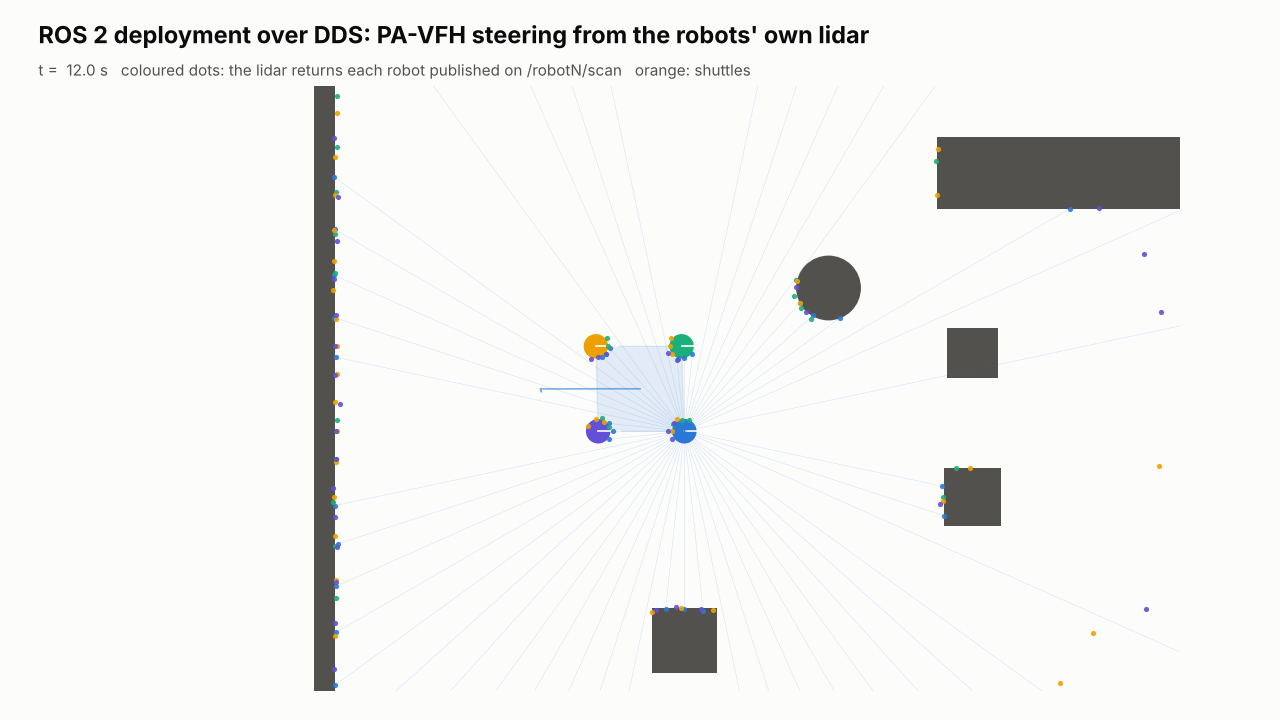 ROS 2 deployment over DDS: PA-VFH steering from the robots' own lidar
t =  12.0 s   coloured dots: the lidar returns each robot published on /robotN/scan   orange: shuttles